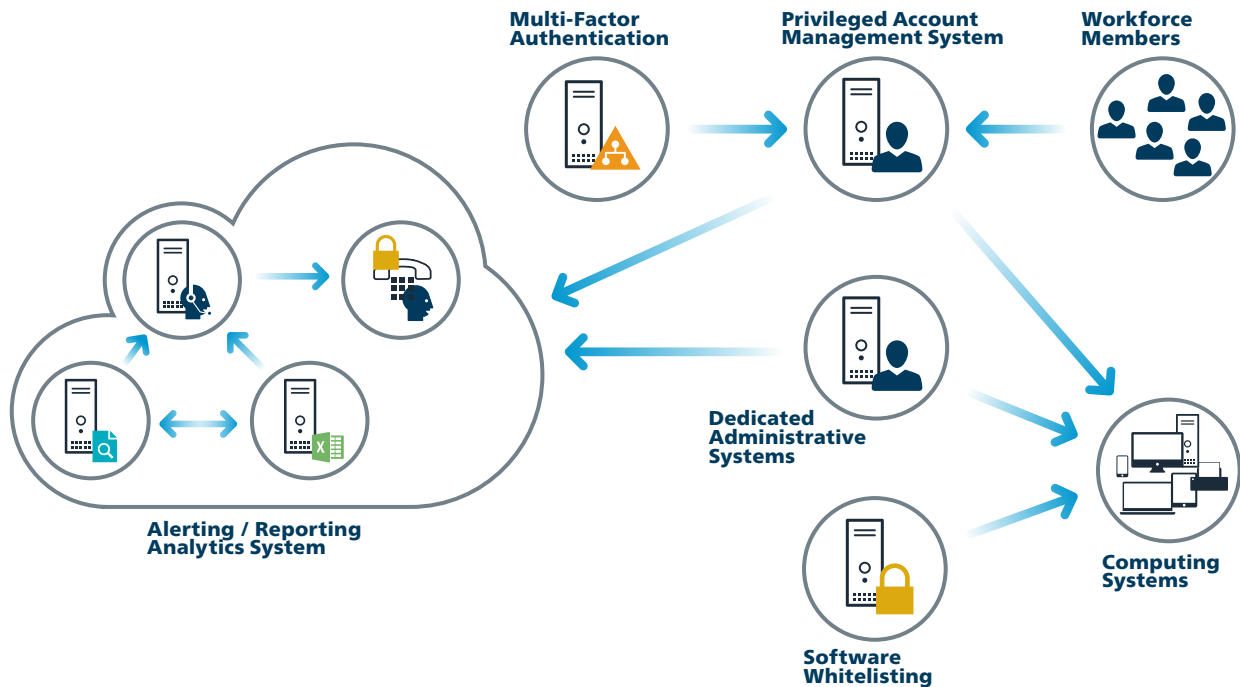 Multi-Factor
Authentication
Privileged Account
Management System
Workforce
Members
Dedicated
Administrative
Systems
Alerting / Reporting
Analytics System
X
Computing
Systems
Software
Whitelisting